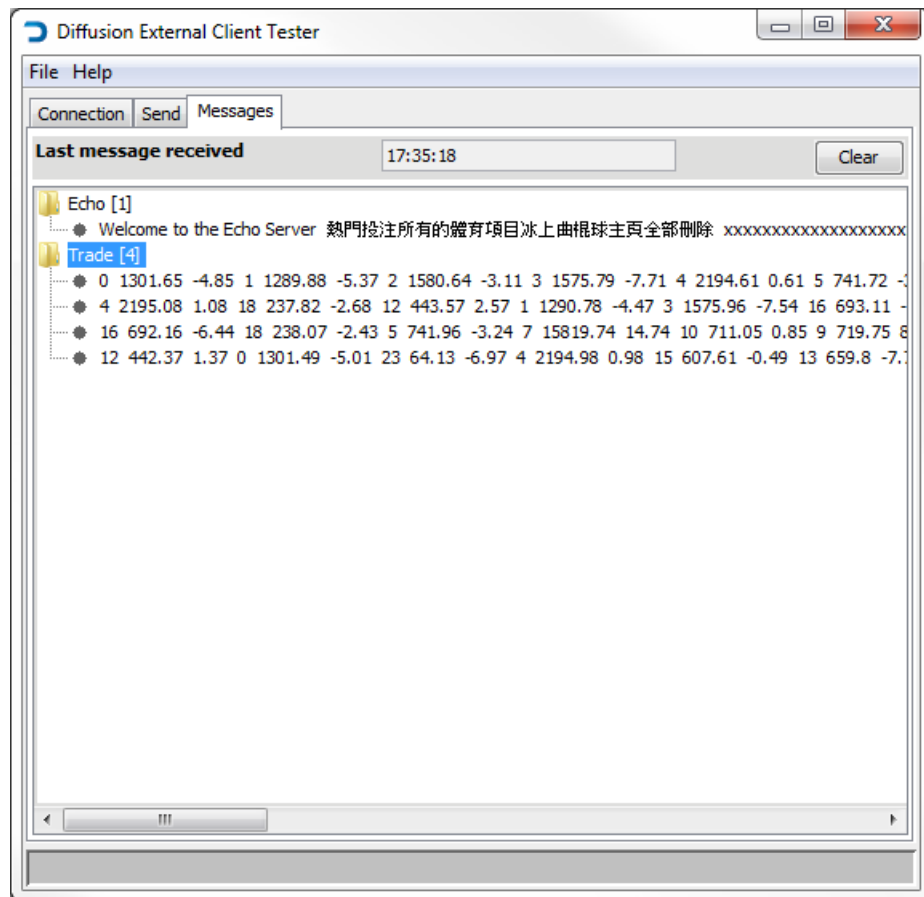 Diffusion External Client Tester
File Help
Connection Send Messages
Last message received 17:35:18 Clear
Echo [1]
Welcome to the Echo Server 熱門投注所有的體育項目冰上曲棍球主頁全部刪除 xxxxxxxxxxxxxxxxxxx
Trade [4]
0 1301.65 -4.85 1 1289.88 -5.37 2 1580.64 -3.11 3 1575.79 -7.71 4 2194.61 0.61 5 741.72
4 2195.08 1.08 18 237.82 -2.68 12 443.57 2.57 1 1290.78 -4.47 3 1575.96 -7.54 16 693.11 -
16 692.16 -6.44 18 238.07 -2.43 5 741.96 -3.24 7 15819.74 14.74 10 711.05 0.85 9 719.75 8
12 442.37 1.37 0 1301.49 -5.01 23 64.13 -6.97 4 2194.98 0.98 15 607.61 -0.49 13 659.8 -7.